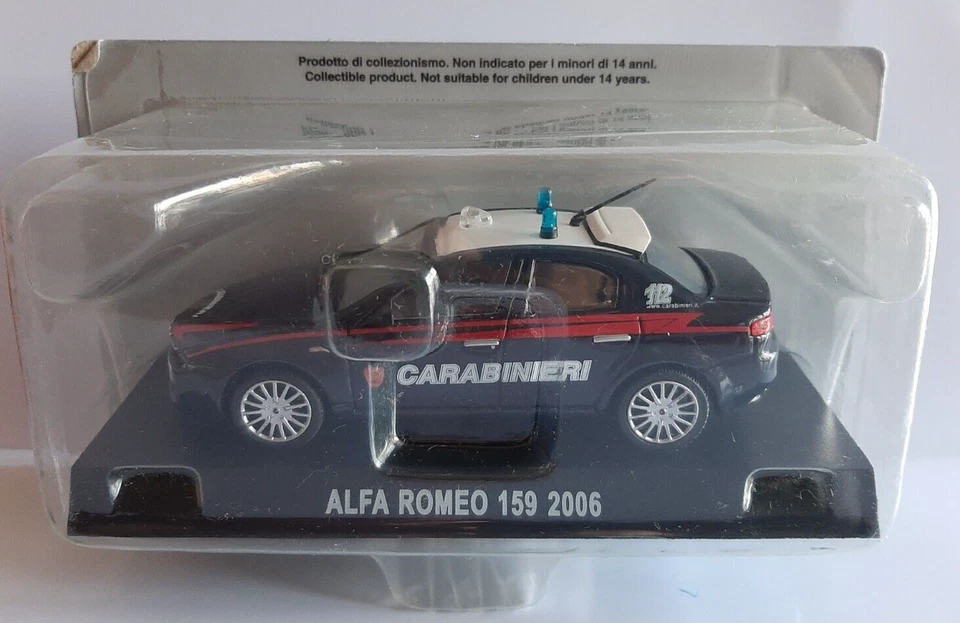 Prodotto di collezionismo. Non indicato per i minori di 14 anni.
Collectible product. Not suitable for children under 14 years.
112
www.carabinieri.it
CARABINIERI
ALFA ROMEO 159 2006